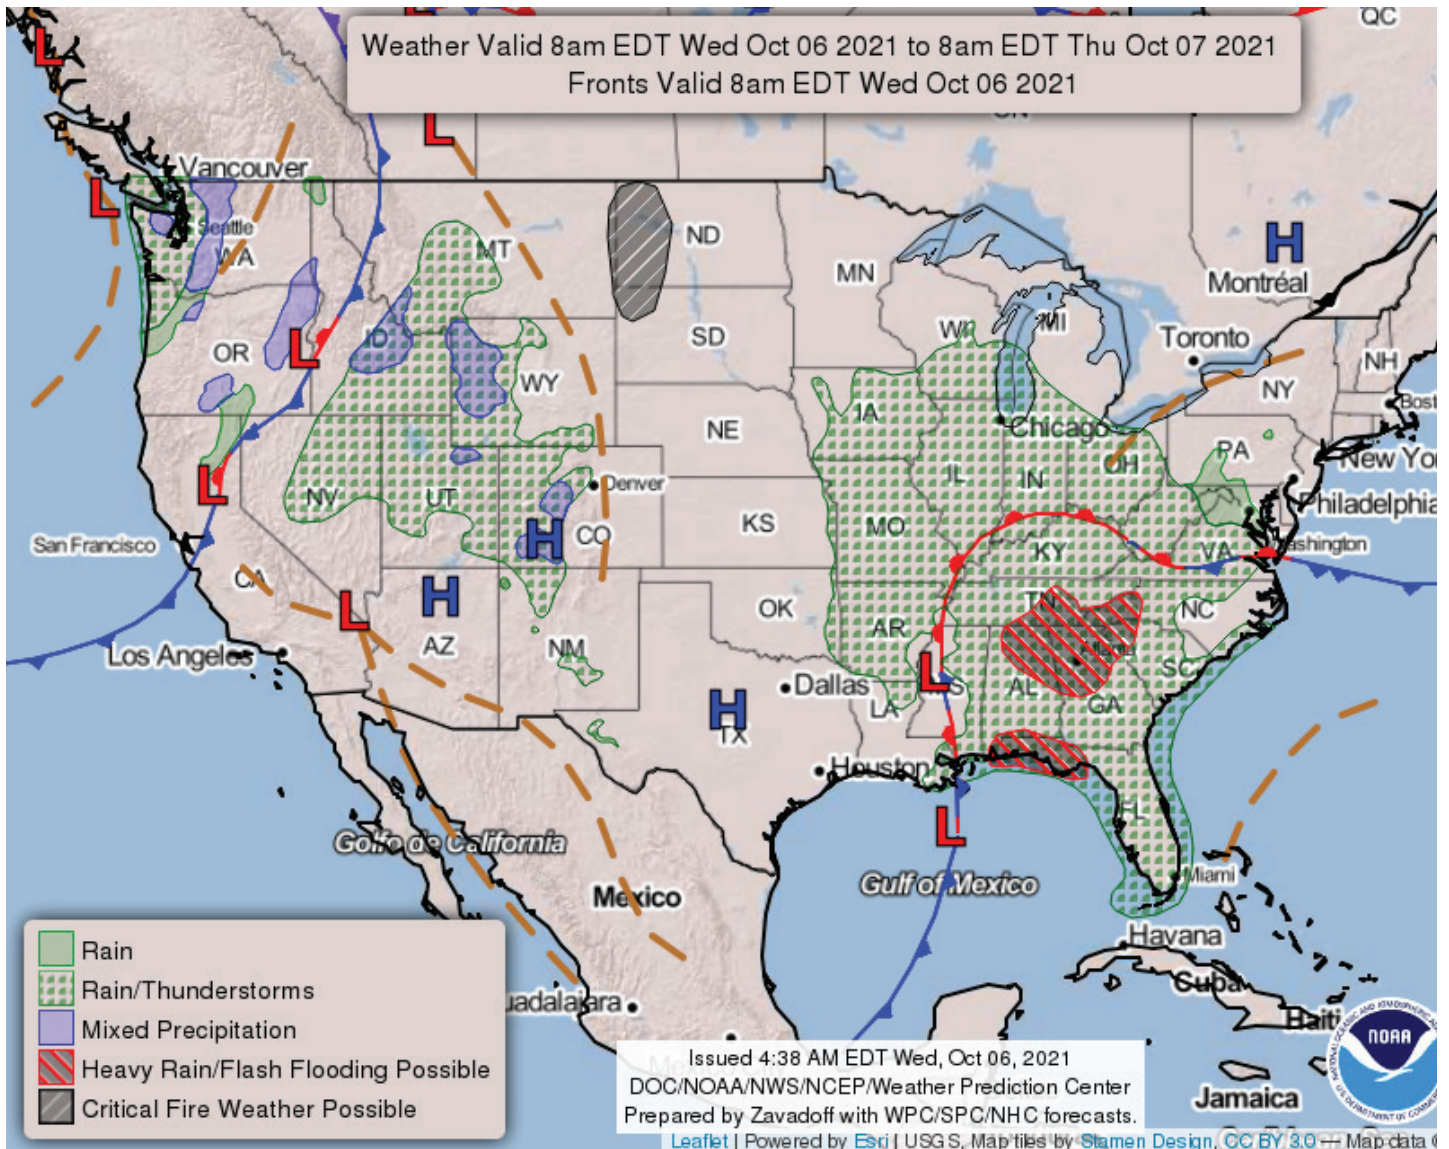 QC
Weather Valid 8am EDT Wed Oct 06 2021 to 8am EDT Thu Oct 07 2021
Fronts Valid 8am EDT Wed Oct 06 2021
L
L
Vancouver
L
Seattle
WA
MT
ND
MN
H
Montréal
OR
L
ID
WY
SD
WI
MI
Toronto
NY
NH
Bost
IA
NE
Chicago
OH
PA
New Yo
L
NV
UT
Denver
IL
IN
Philadelphia
San Francisco
H
CO
KS
MO
KY
VA
ashington
CA
L
H
AZ
NM
OK
AR
TN
NC
Los Angeles
Atlanta
SC
H
TX
Dallas
LA
L
MS
AL
GA
Houston
FL
L
Golfo de California
Gulf of Mexico
Miami
Mexico
Havana
Cuba
Haiti
uadalajara
Rain
Rain/Thunderstorms
Mixed Precipitation
Heavy Rain/Flash Flooding Possible
Critical Fire Weather Possible
NOAA
Jamaica
Issued 4:38 AM EDT Wed, Oct 06, 2021
DOC/NOAA/NWS/NCEP/Weather Prediction Center
Prepared by Zavadoff with WPC/SPC/NHC forecasts.
Leaflet | Powered by Esri | USGS, Map tiles by Stamen Design, CC BY 3.0 — Map data ©